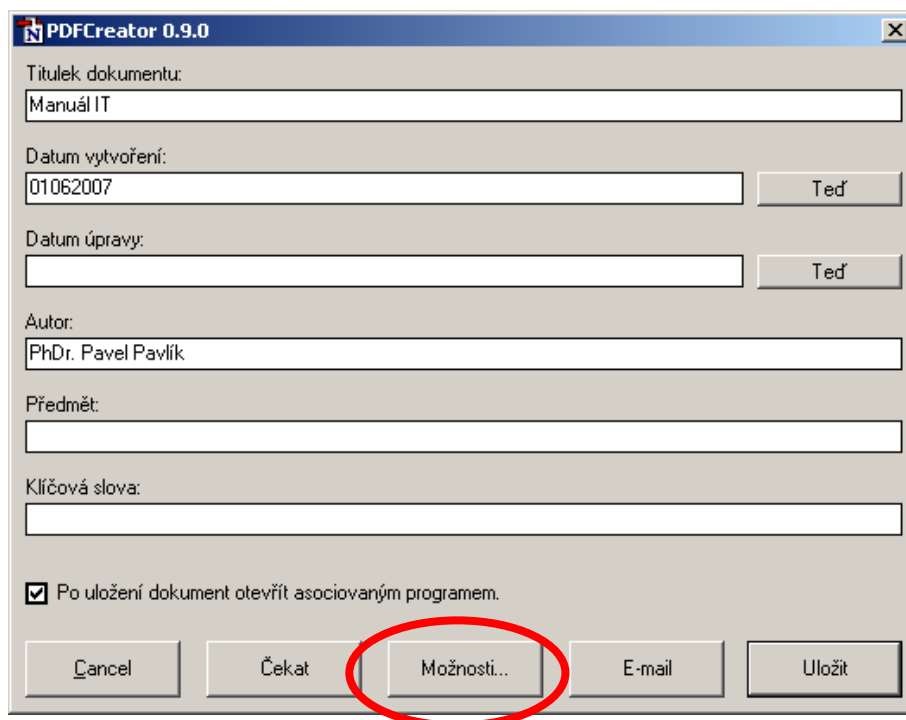 PDFCreator 0.9.0
Titulek dokumentu:
Manuál IT
Datum vytvoření:
01062007
Teď
Datum úpravy:
Teď
Autor:
PhDr. Pavel Pavlík
Předmět:
Klíčová slova:
Po uložení dokument otevřít asociovaným programem.
Cancel Čekat Možnosti... E-mail Uložit